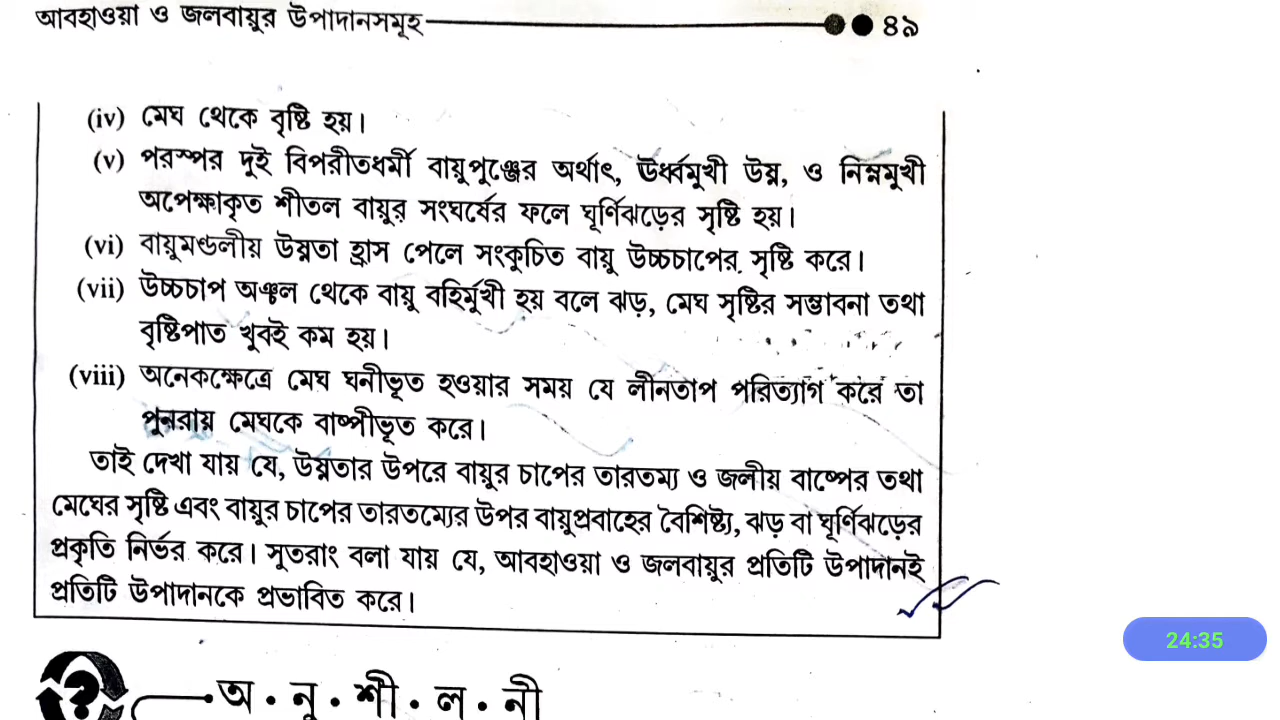 আবহাওয়া ও জলবায়ুর উপাদানসমূহ ৪৯
(iv) মেঘ থেকে বৃষ্টি হয়।
(v) পরস্পর দুই বিপরীতধর্মী বায়ুপুঞ্জের অর্থাৎ, ঊর্ধ্বমুখী উষ্ণ, ও নিম্নমুখী
অপেক্ষাকৃত শীতল বায়ুর সংঘর্ষের ফলে ঘূর্ণিঝড়ের সৃষ্টি হয়।
(vi) বায়ুমণ্ডলীয় উষ্ণতা হ্রাস পেলে সংকুচিত বায়ু উচ্চচাপের সৃষ্টি করে।
(vii) উচ্চচাপ অঞ্চল থেকে বায়ু বহির্মুখী হয় বলে ঝড়, মেঘ সৃষ্টির সম্ভাবনা তথা
বৃষ্টিপাত খুবই কম হয়।
(viii) অনেকক্ষেত্রে মেঘ ঘনীভূত হওয়ার সময় যে লীনতাপ পরিত্যাগ করে তা
পুনরায় মেঘকে বাষ্পীভূত করে।
তাই দেখা যায় যে, উষ্ণতার উপরে বায়ুর চাপের তারতম্য ও জলীয় বাষ্পের তথা
মেঘের সৃষ্টি এবং বায়ুর চাপের তারতম্যের উপর বায়ুপ্রবাহের বৈশিষ্ট্য, ঝড় বা ঘূর্ণিঝড়ের
প্রকৃতি নির্ভর করে। সুতরাং বলা যায় যে, আবহাওয়া ও জলবায়ুর প্রতিটি উপাদানই
প্রতিটি উপাদানকে প্রভাবিত করে।
24:35
অ • নু • শী • ল • নী